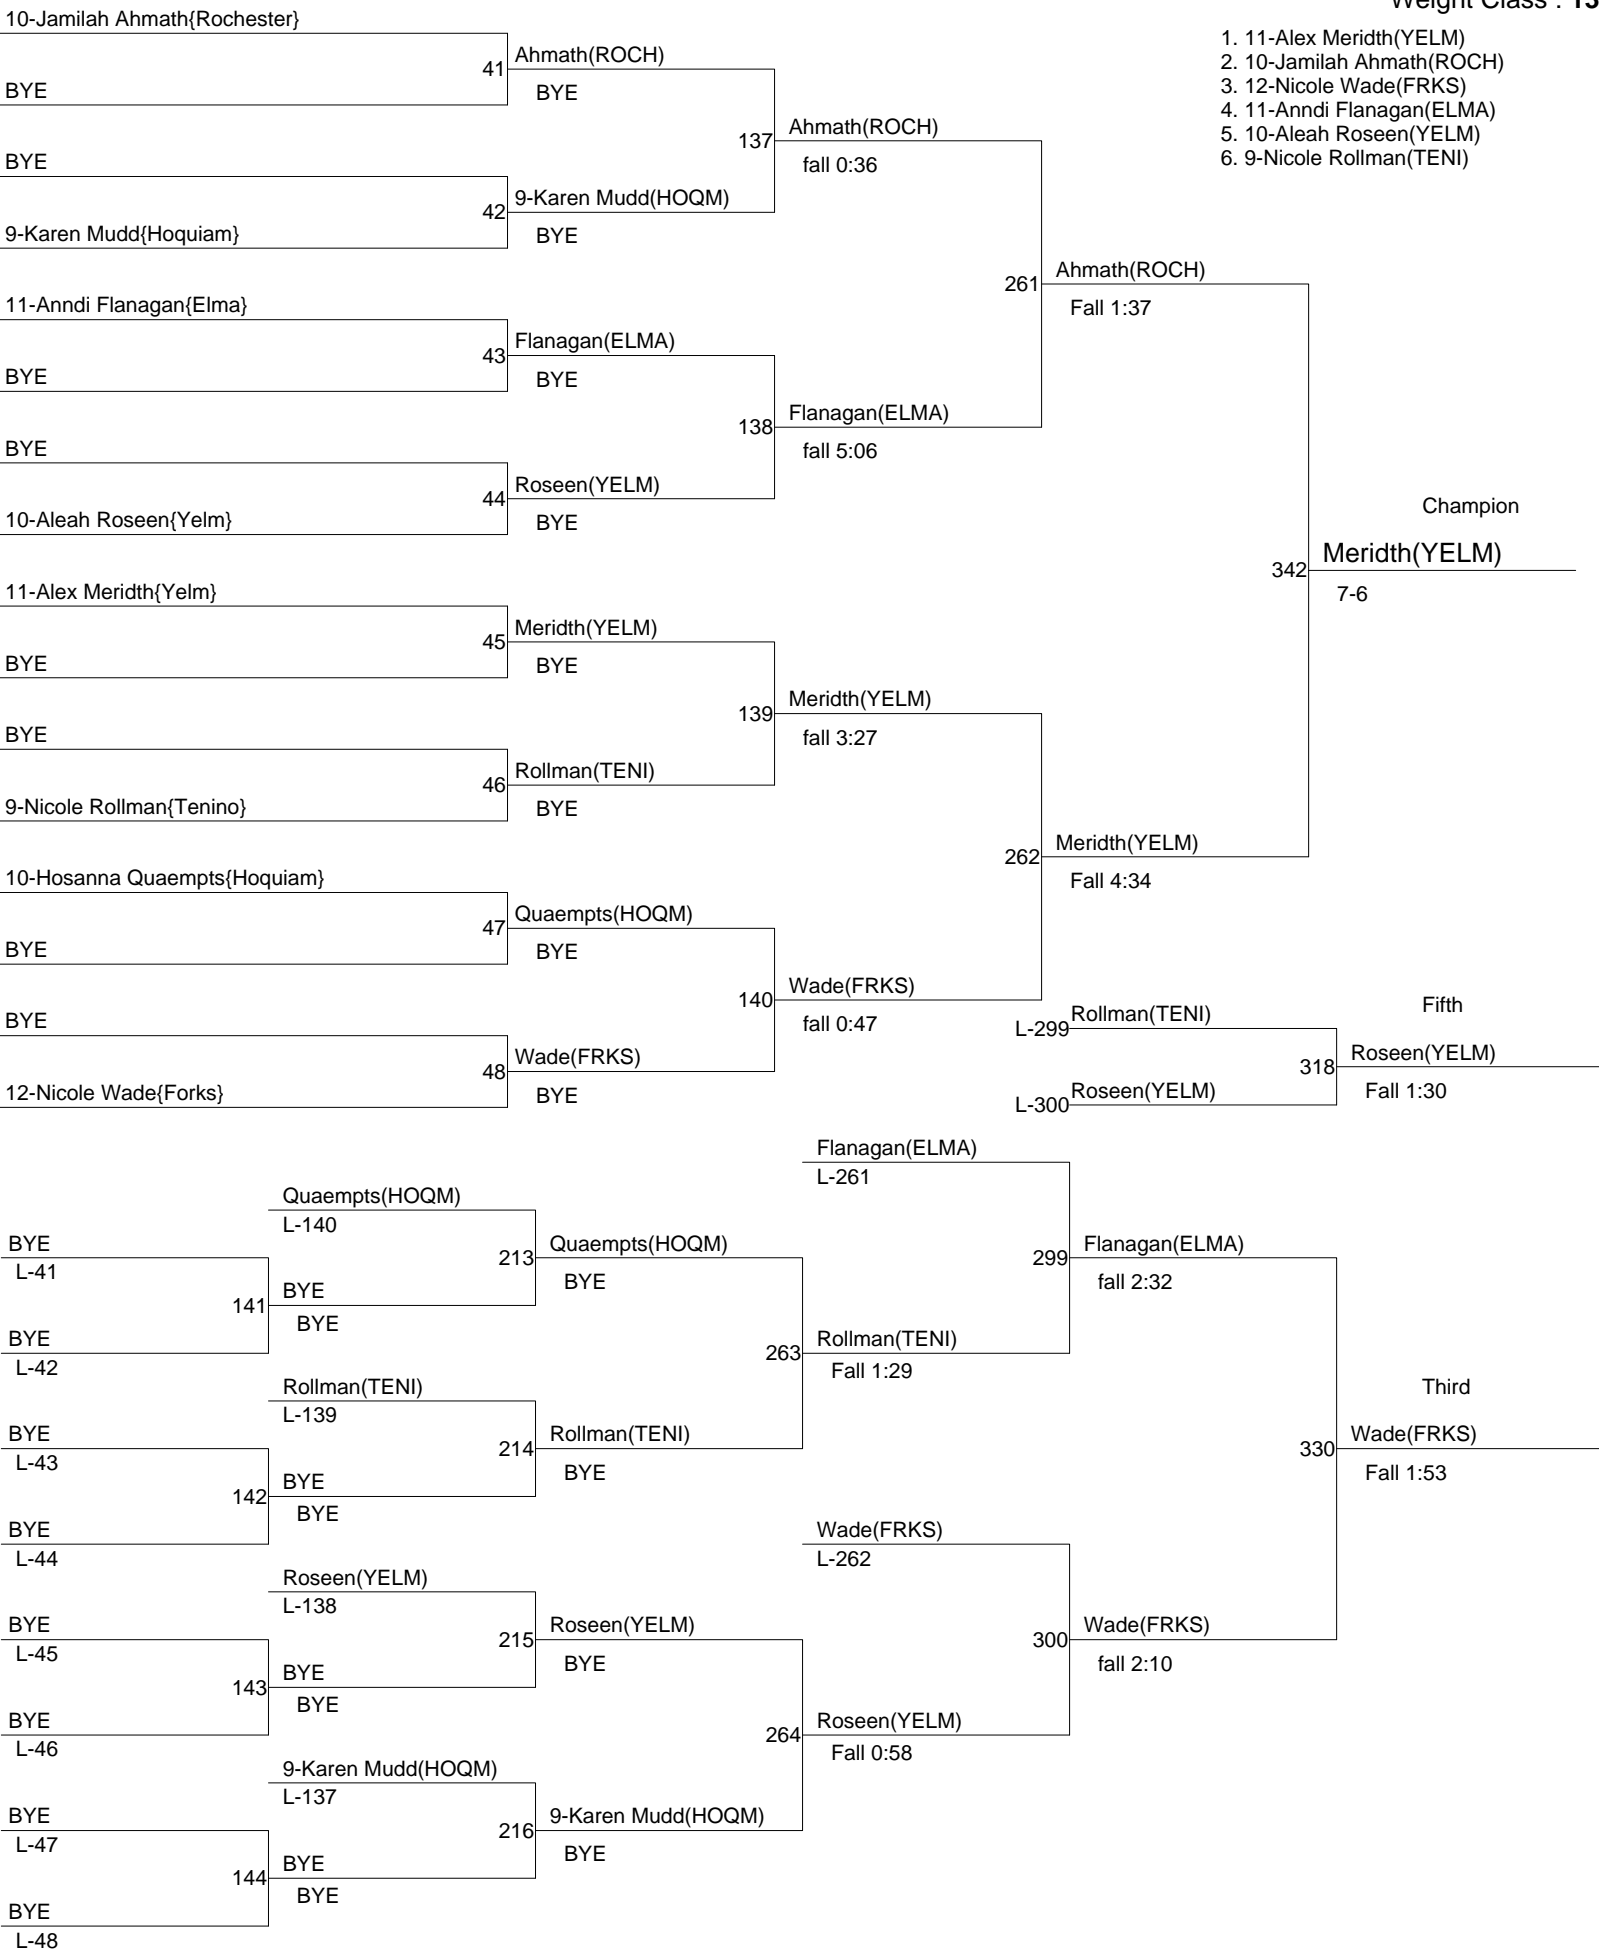 Weight Class : 13
1. 11-Alex Meridth(YELM)
2. 10-Jamilah Ahmath(ROCH)
3. 12-Nicole Wade(FRKS)
4. 11-Anndi Flanagan(ELMA)
5. 10-Aleah Roseen(YELM)
6. 9-Nicole Rollman(TENI)
10-Jamilah Ahmath{Rochester}
BYE
BYE
9-Karen Mudd{Hoquiam}
11-Anndi Flanagan{Elma}
BYE
BYE
10-Aleah Roseen{Yelm}
11-Alex Meridth{Yelm}
BYE
BYE
9-Nicole Rollman{Tenino}
10-Hosanna Quaempts{Hoquiam}
BYE
BYE
12-Nicole Wade{Forks}
41 Ahmath(ROCH)
BYE
42 9-Karen Mudd(HOQM)
BYE
43 Flanagan(ELMA)
BYE
44 Roseen(YELM)
BYE
45 Meridth(YELM)
BYE
46 Rollman(TENI)
BYE
47 Quaempts(HOQM)
BYE
48 Wade(FRKS)
BYE
137 Ahmath(ROCH)
fall 0:36
138 Flanagan(ELMA)
fall 5:06
139 Meridth(YELM)
fall 3:27
140 Wade(FRKS)
fall 0:47
261 Ahmath(ROCH)
Fall 1:37
262 Meridth(YELM)
Fall 4:34
Champion
342 Meridth(YELM)
7-6
L-299 Rollman(TENI)
L-300 Roseen(YELM)
Fifth
318 Roseen(YELM)
Fall 1:30
BYE
L-41
BYE
L-42
BYE
L-43
BYE
L-44
BYE
L-45
BYE
L-46
BYE
L-47
BYE
L-48
Quaempts(HOQM)
L-140
141 BYE
BYE
Rollman(TENI)
L-139
142 BYE
BYE
Roseen(YELM)
L-138
143 BYE
BYE
9-Karen Mudd(HOQM)
L-137
144 BYE
BYE
213 Quaempts(HOQM)
BYE
214 Rollman(TENI)
BYE
215 Roseen(YELM)
BYE
216 9-Karen Mudd(HOQM)
BYE
Flanagan(ELMA)
L-261
263 Rollman(TENI)
Fall 1:29
Wade(FRKS)
L-262
264 Roseen(YELM)
Fall 0:58
299 Flanagan(ELMA)
fall 2:32
300 Wade(FRKS)
fall 2:10
Third
330 Wade(FRKS)
Fall 1:53